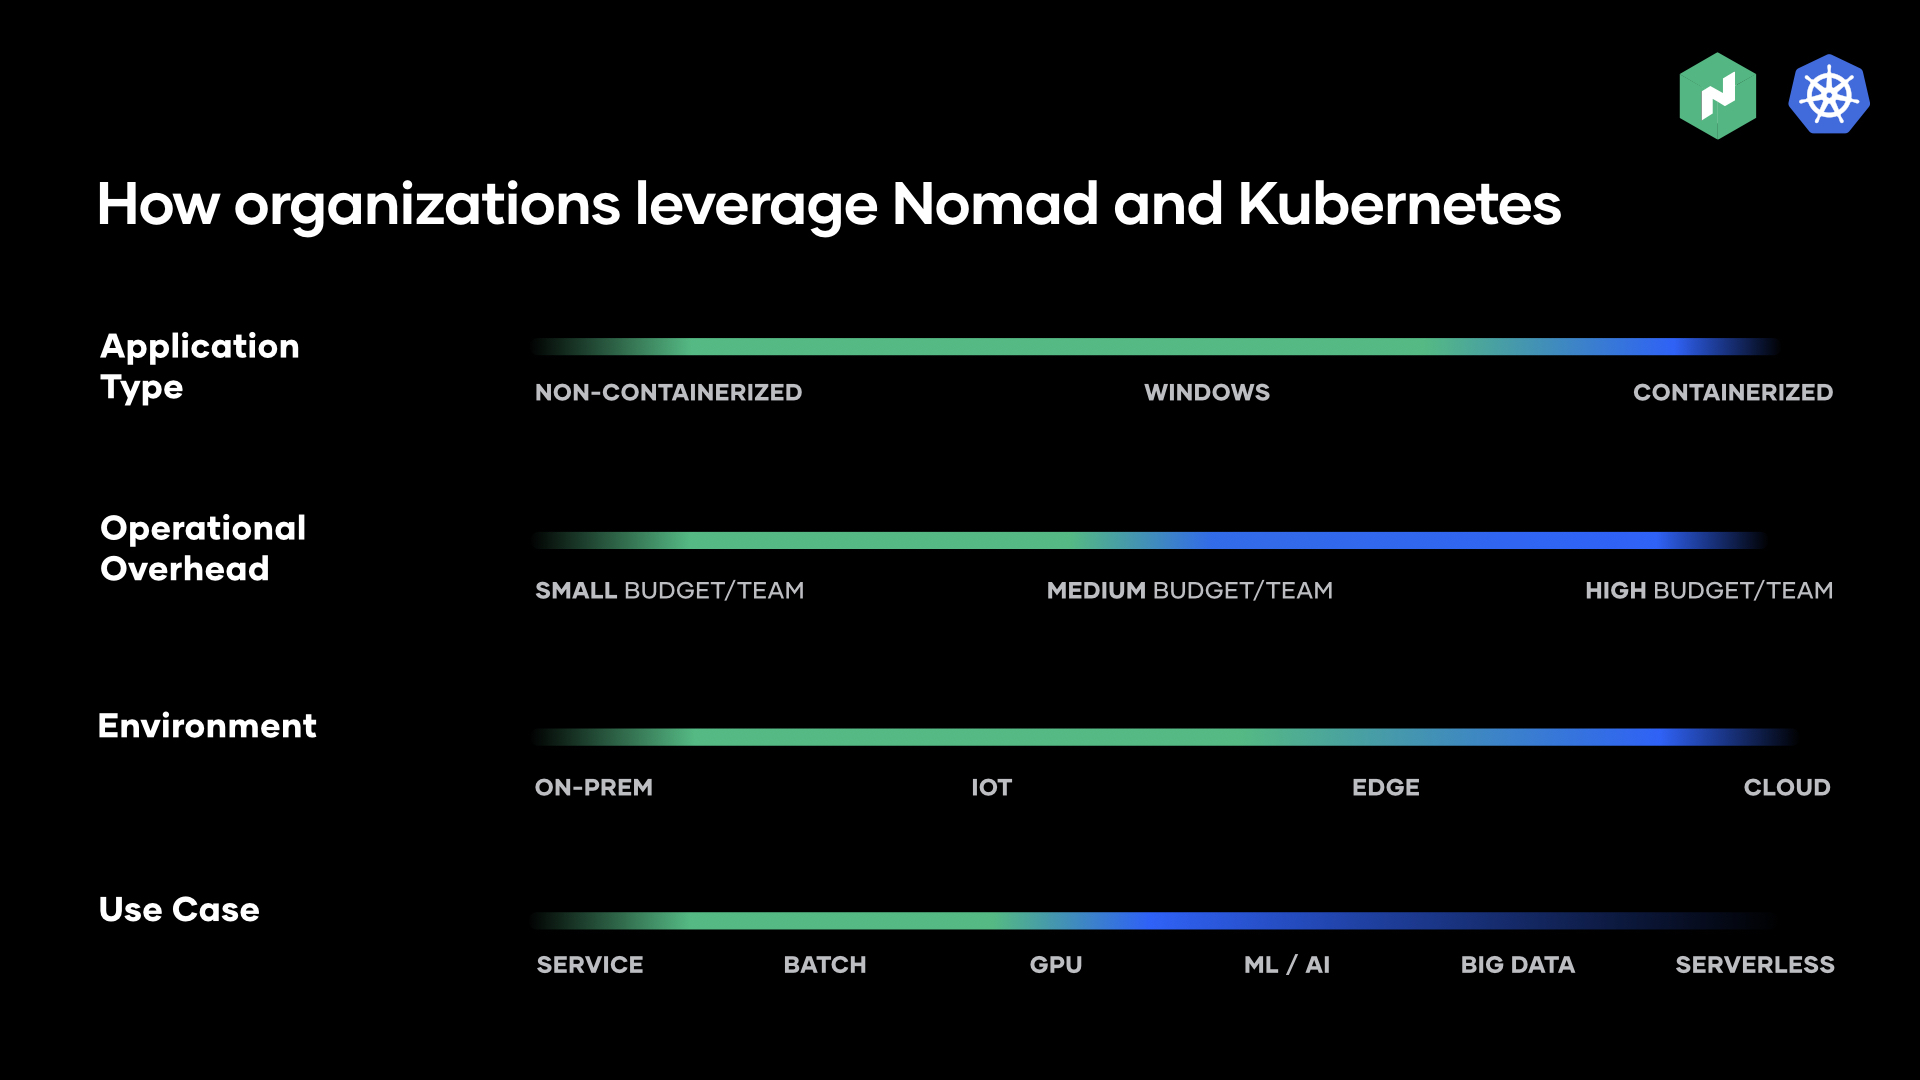 How organizations leverage Nomad and Kubernetes
Application
Type
NON-CONTAINERIZED WINDOWS CONTAINERIZED
Operational
Overhead
SMALL BUDGET/TEAM MEDIUM BUDGET/TEAM HIGH BUDGET/TEAM
Environment
ON-PREM IOT EDGE CLOUD
Use Case
SERVICE BATCH GPU ML / AI BIG DATA SERVERLESS